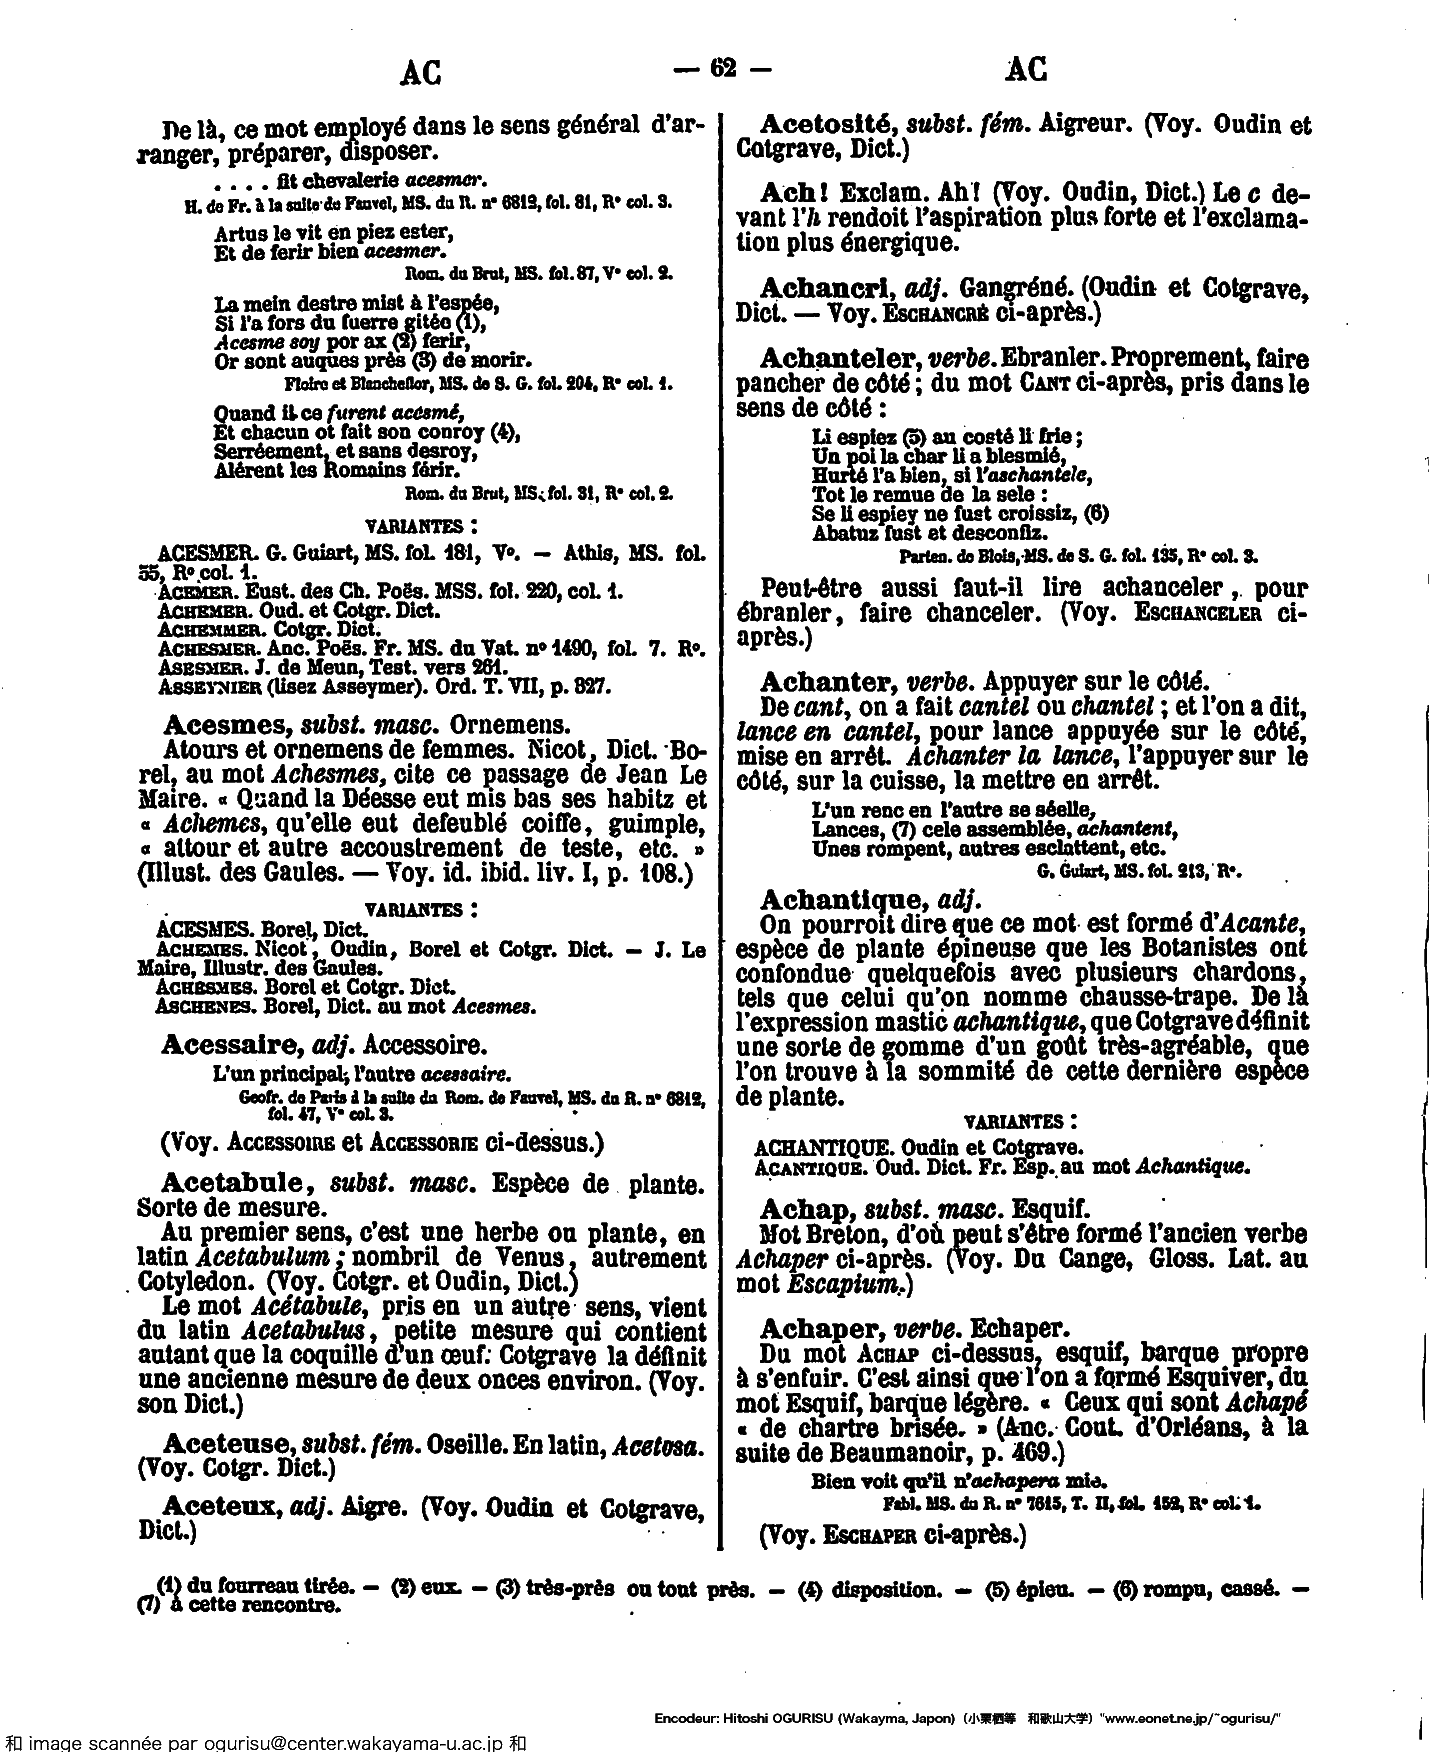 AC
— 62 —
AC
De là, ce mot employé dans le sens général d'ar-
ranger, préparer, disposer.
. . . . fit chevalerie acesmer.
H. de Fr. à la suite de Fauvel, MS. du R. nº 6812, fol. 81, Rº col. 3.
Artus le vit en piez ester,
Et de ferir bien acesmer.
Rom. du Brut, MS. fol. 87, Vº col. 2.
La mein destre mist à l'espée,
Si l'a fors du fuerre gitée (1),
Acesme soy por ax (2) ferir,
Or sont auques près (3) de morir.
Floire et Blancheflor, MS. de S. G. fol. 204, Rº col. 1.
Quand il ce furent acesmé,
Et chacun ot fait son conroy (4),
Serréement, et sans desroy,
Alérent les Romains férir.
Rom. du Brut, MS. fol. 31, Rº col. 2.
VARIANTES :
ACESMER. G. Guiart, MS. fol. 181, Vº. — Athis, MS. fol.
55, Rº col. 1.
ACEMER. Eust. des Ch. Poës. MSS. fol. 220, col. 1.
ACHEMER. Oud. et Cotgr. Dict.
ACHEMMER. Cotgr. Dict.
ACHESMER. Anc. Poës. Fr. MS. du Vat. nº 1490, fol. 7. Rº.
ASESMER. J. de Meun, Test. vers 261.
ASSEYNIER (lisez Asseymer). Ord. T. VII, p. 827.
Acesmes, subst. masc. Ornemens.
Atours et ornemens de femmes. Nicot, Dict. Bo-
rel, au mot Achesmes, cite ce passage de Jean Le
Maire. « Quand la Déesse eut mis bas ses habitz et
« Achemes, qu'elle eut defeublé coiffe, guimple,
« attour et autre accoustrement de teste, etc. »
(Illust. des Gaules. — Voy. id. ibid. liv. I, p. 108.)
VARIANTES :
ACESMES. Borel, Dict.
ACHEMES. Nicot, Oudin, Borel et Cotgr. Dict. — J. Le
Maire, Illustr. des Gaules.
ACHESMES. Borel et Cotgr. Dict.
ASCHENES. Borel, Dict. au mot Acesmes.
Acessaire, adj. Accessoire.
L'un principal; l'autre acessaire.
Geofr. de Paris à la suite du Rom. de Fauvel, MS. du R. nº 6812,
fol. 47, Vº col. 3.
(Voy. ACCESSOIRE et ACCESSORIE ci-dessus.)
Acetabule, subst. masc. Espèce de plante.
Sorte de mesure.
Au premier sens, c'est une herbe ou plante, en
latin Acetabulum ; nombril de Venus, autrement
Cotyledon. (Voy. Cotgr. et Oudin, Dict.)
Le mot Acétabule, pris en un autre sens, vient
du latin Acetabulus, petite mesure qui contient
autant que la coquille d'un œuf. Cotgrave la définit
une ancienne mesure de deux onces environ. (Voy.
son Dict.)
Aceteuse, subst. fém. Oseille. En latin, Acetosa.
(Voy. Cotgr. Dict.)
Aceteux, adj. Aigre. (Voy. Oudin et Cotgrave,
Dict.)
Acetosité, subst. fém. Aigreur. (Voy. Oudin et
Cotgrave, Dict.)
Ach! Exclam. Ah! (Voy. Oudin, Dict.) Le c de-
vant l'h rendoit l'aspiration plus forte et l'exclama-
tion plus énergique.
Achancri, adj. Gangréné. (Oudin et Cotgrave,
Dict. — Voy. ESCHANCRÉ ci-après.)
Achanteler, verbe. Ebranler. Proprement, faire
pancher de côté ; du mot CANT ci-après, pris dans le
sens de côté :
Li espiez (5) au costé li frie ;
Un poi la char li a blesmié,
Hurté l'a bien, si l'aschantele,
Tot le remue de la sele :
Se li espiey ne fust croissiz, (6)
Abatuz fust et desconfiz.
Parten. de Blois, MS. de S. G. fol. 135, Rº col. 3.
Peut-être aussi faut-il lire achanceler, pour
ébranler, faire chanceler. (Voy. ESCHANCELER ci-
après.)
Achanter, verbe. Appuyer sur le côté.
De cant, on a fait cantel ou chantel ; et l'on a dit,
lance en cantel, pour lance appuyée sur le côté,
mise en arrêt. Achanter la lance, l'appuyer sur le
côté, sur la cuisse, la mettre en arrêt.
L'un renc en l'autre se séelle,
Lances, (7) cele assemblée, achantent,
Unes rompent, autres esclattent, etc.
G. Guiart, MS. fol. 213, Rº.
Achantique, adj.
On pourroit dire que ce mot est formé d'Acante,
espèce de plante épineuse que les Botanistes ont
confondue quelquefois avec plusieurs chardons,
tels que celui qu'on nomme chausse-trape. De là
l'expression mastic achantique, que Cotgrave définit
une sorte de gomme d'un goût très-agréable, que
l'on trouve à la sommité de cette dernière espèce
de plante.
VARIANTES :
ACHANTIQUE. Oudin et Cotgrave.
ACANTIQUE. Oud. Dict. Fr. Esp. au mot Achantique.
Achap, subst. masc. Esquif.
Mot Breton, d'où peut s'être formé l'ancien verbe
Achaper ci-après. (Voy. Du Cange, Gloss. Lat. au
mot Escapium.)
Achaper, verbe. Echaper.
Du mot ACHAP ci-dessus, esquif, barque propre
à s'enfuir. C'est ainsi que l'on a formé Esquiver, du
mot Esquif, barque légère. « Ceux qui sont Achapé
« de chartre brisée. » (Anc. Cout. d'Orléans, à la
suite de Beaumanoir, p. 469.)
Bien voit qu'il n'achapera mie.
Fabl. MS. du R. nº 7615, T. II, fol. 152, Rº col. 1.
(Voy. ESCHAPER ci-après.)
(1) du fourreau tirée. — (2) eux. — (3) très-près ou tout près. — (4) disposition. — (5) épieu. — (6) rompu, cassé. —
(7) à cette rencontre.
Encodeur: Hitoshi OGURISU (Wakayma, Japon)（小栗栖等　和歌山大学）"www.eonet.ne.jp/~ogurisu/"
和 image scannée par ogurisu@center.wakayama-u.ac.jp 和